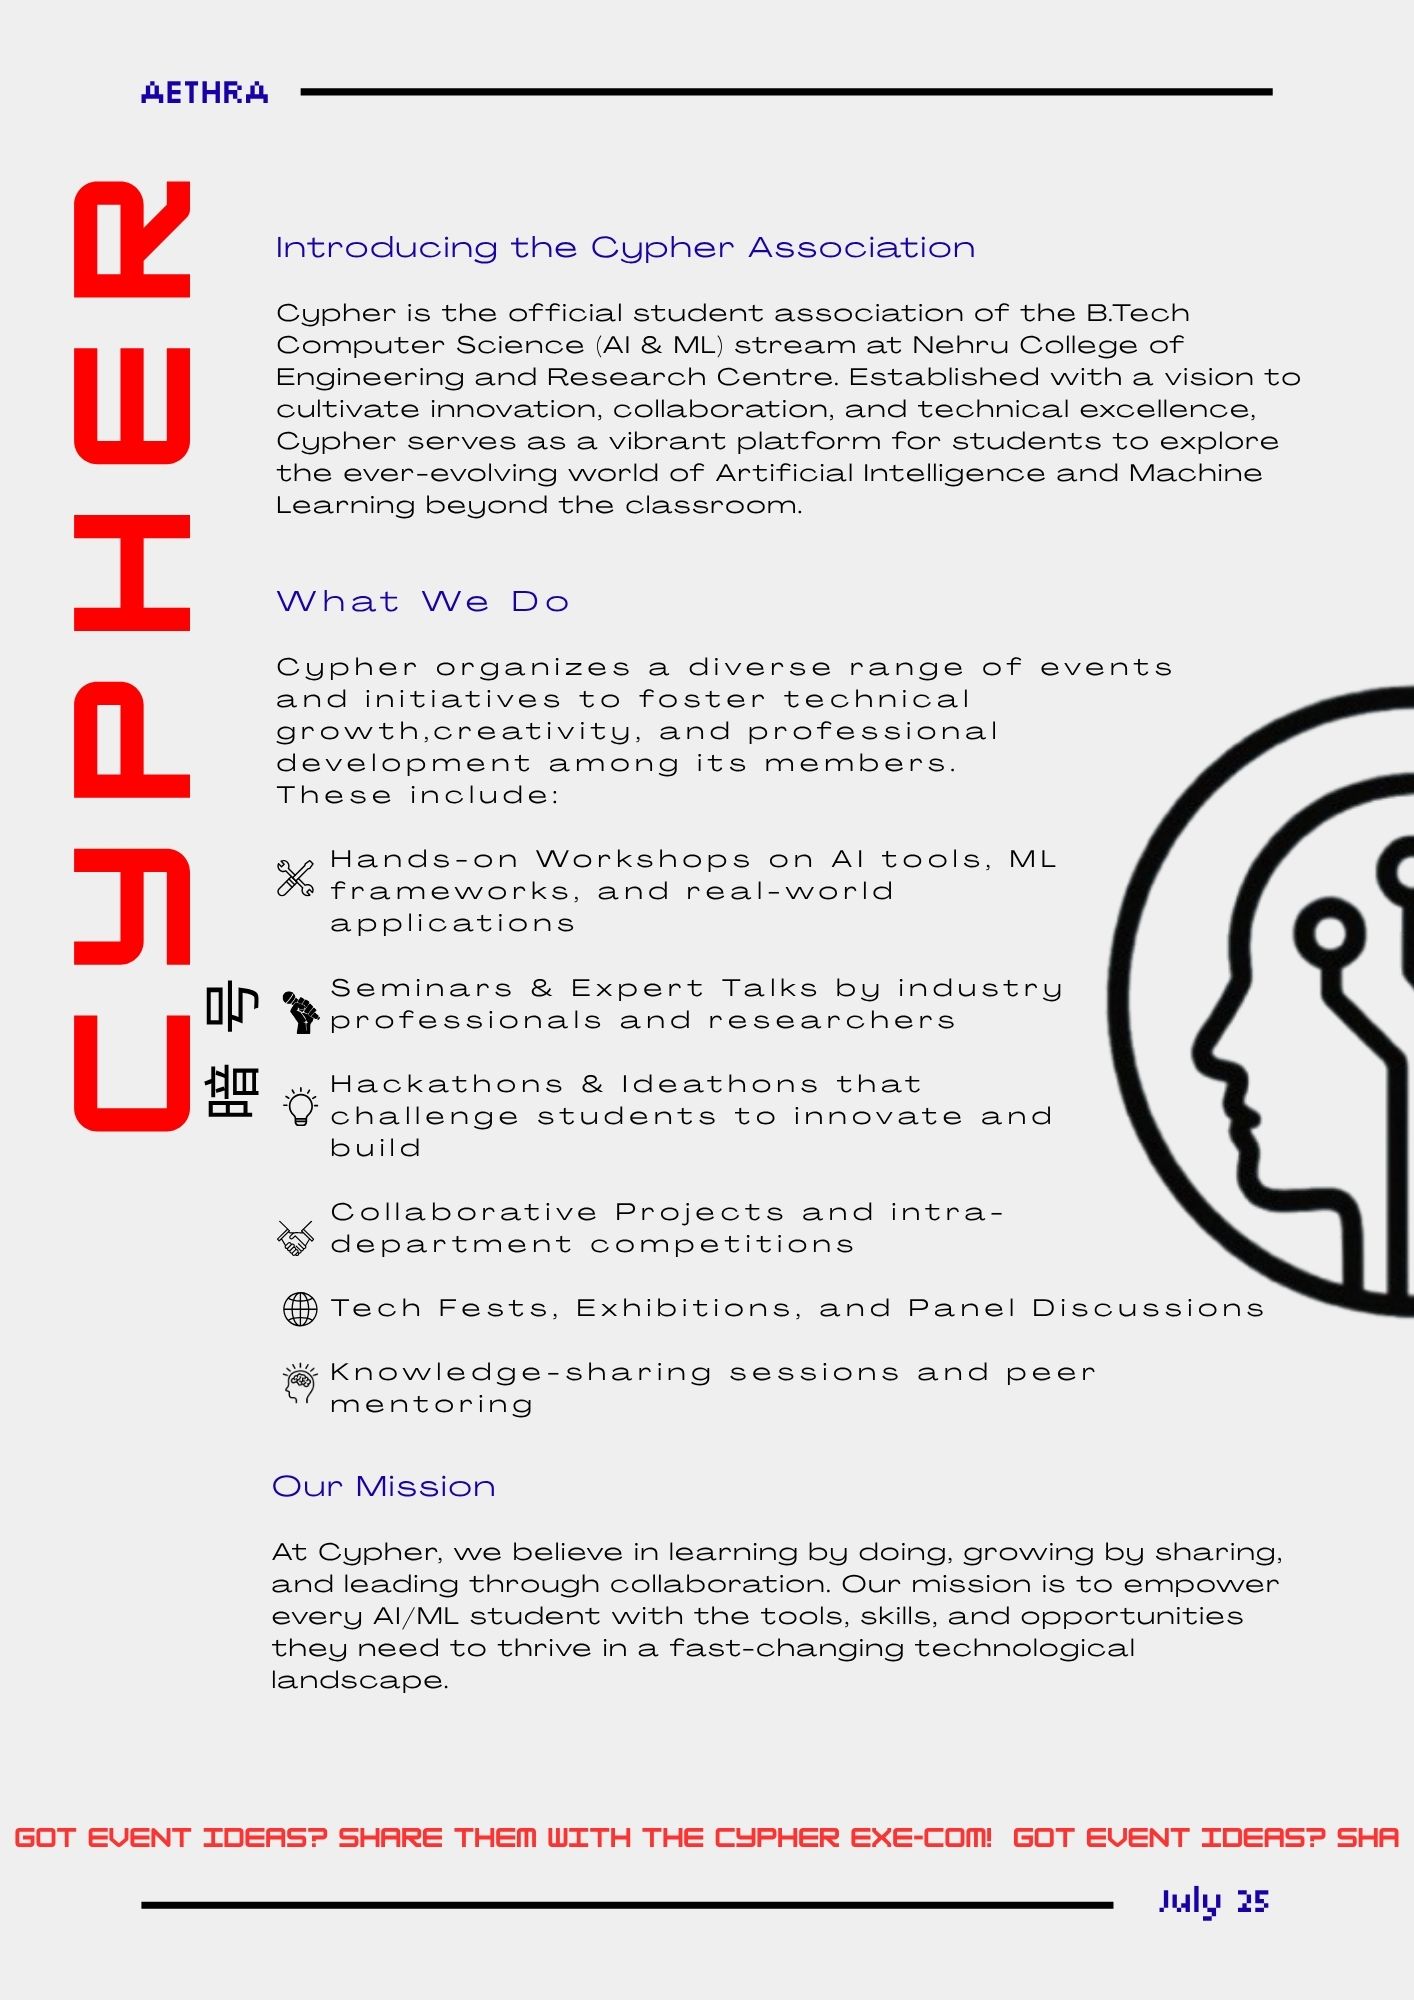 AETHRA
CYPHER
暗号
Introducing the Cypher Association
Cypher is the official student association of the B.Tech
Computer Science (AI & ML) stream at Nehru College of
Engineering and Research Centre. Established with a vision to
cultivate innovation, collaboration, and technical excellence,
Cypher serves as a vibrant platform for students to explore
the ever-evolving world of Artificial Intelligence and Machine
Learning beyond the classroom.
What We Do
Cypher organizes a diverse range of events
and initiatives to foster technical
growth,creativity, and professional
development among its members.
These include:
Hands-on Workshops on AI tools, ML
frameworks, and real-world
applications
Seminars & Expert Talks by industry
professionals and researchers
Hackathons & Ideathons that
challenge students to innovate and
build
Collaborative Projects and intra-
department competitions
Tech Fests, Exhibitions, and Panel Discussions
Knowledge-sharing sessions and peer
mentoring
Our Mission
At Cypher, we believe in learning by doing, growing by sharing,
and leading through collaboration. Our mission is to empower
every AI/ML student with the tools, skills, and opportunities
they need to thrive in a fast-changing technological
landscape.
GOT EVENT IDEAS? SHARE THEM WITH THE CYPHER EXE-COM! GOT EVENT IDEAS? SHA
July 25